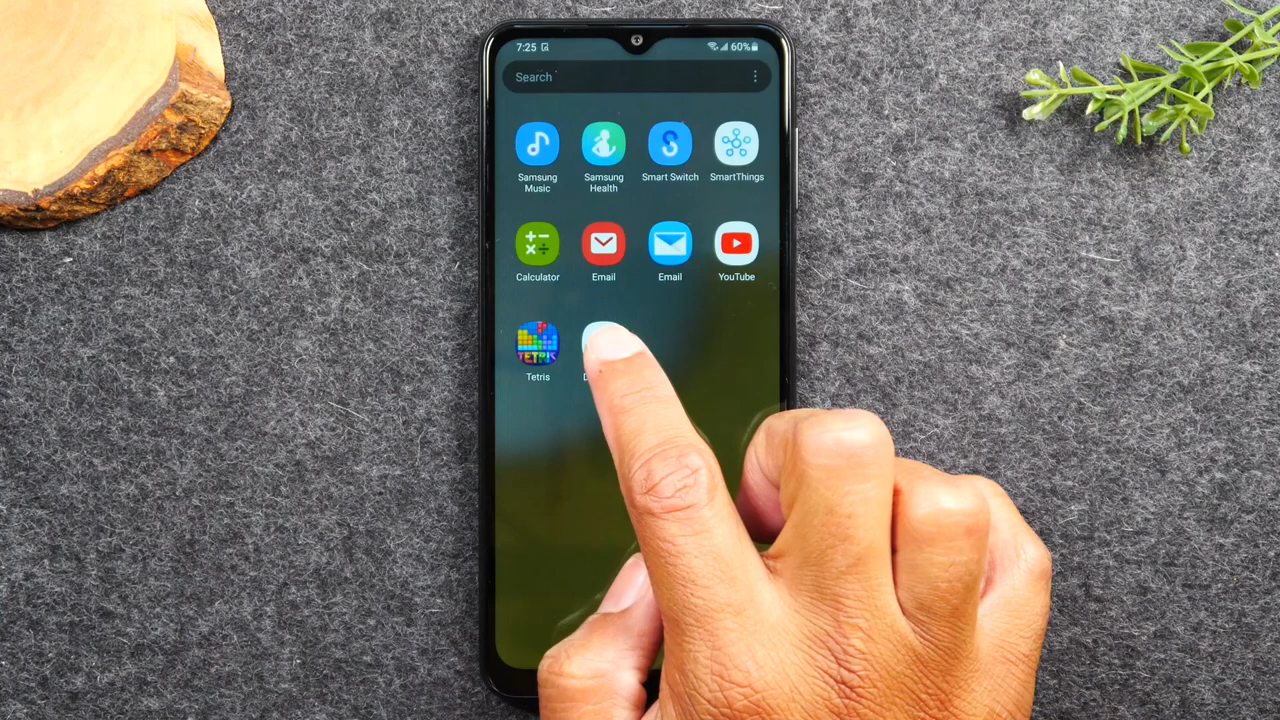 7:25
60%
Search
Samsung Music
Samsung Health
Smart Switch
SmartThings
Calculator
Email
Email
YouTube
TETRIS
Tetris